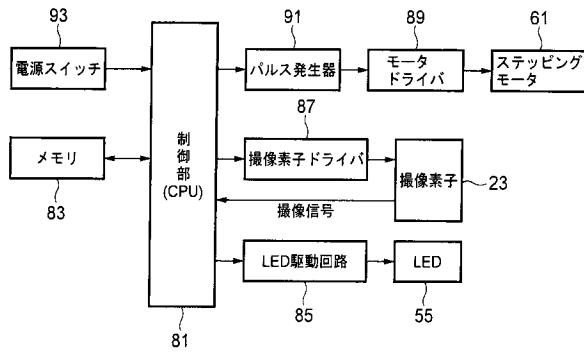 93
電源スイッチ
メモリ
83
制御部
(CPU)
81
91
パルス発生器
89
モータ
ドライバ
61
ステッピング
モータ
87
撮像素子ドライバ
撮像素子
23
撮像信号
LED駆動回路
85
LED
55